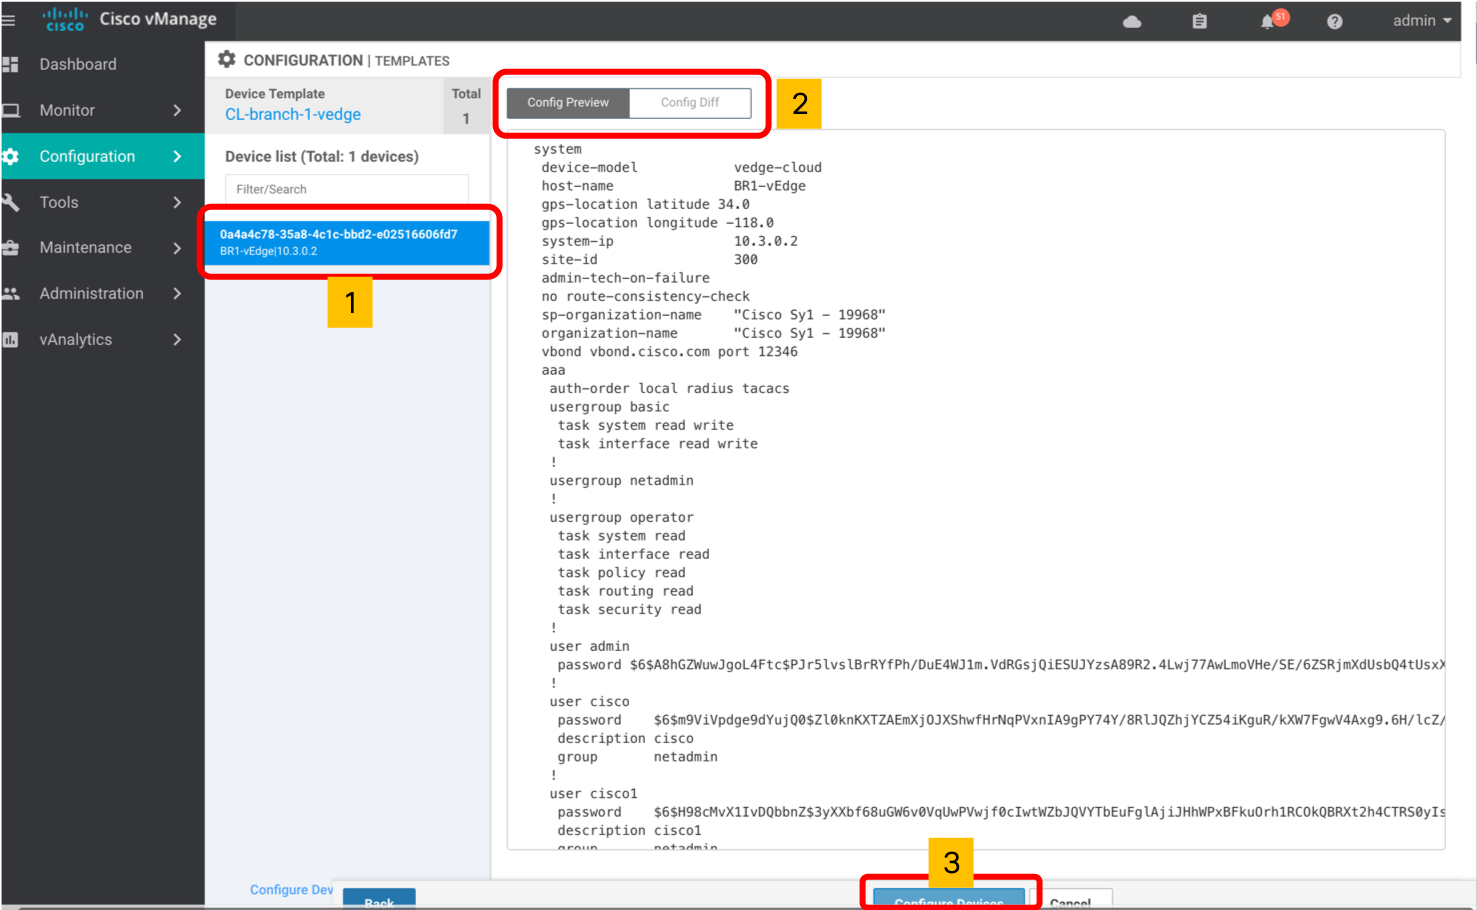 CISCO
Cisco vManage
51
admin
Dashboard
Monitor
Configuration
Tools
Maintenance
Administration
vAnalytics
CONFIGURATION | TEMPLATES
Device Template
CL-branch-1-vedge
Total
1
Device list (Total: 1 devices)
Filter/Search
0a4a4c78-35a8-4c1c-bbd2-e02516606fd7
BR1-vEdge|10.3.0.2
1
Config Preview
Config Diff
2
system
device-model vedge-cloud
host-name BR1-vEdge
gps-location latitude 34.0
gps-location longitude -118.0
system-ip 10.3.0.2
site-id 300
admin-tech-on-failure
no route-consistency-check
sp-organization-name "Cisco Sy1 - 19968"
organization-name "Cisco Sy1 - 19968"
vbond vbond.cisco.com port 12346
aaa
auth-order local radius tacacs
usergroup basic
task system read write
task interface read write
!
usergroup netadmin
!
usergroup operator
task system read
task interface read
task policy read
task routing read
task security read
!
user admin
password $6$A8hGZWuwJgoL4Ftc$PJr5lvslBrRYfPh/DuE4WJ1m.VdRGsjQiESUJYzsA89R2.4Lwj77AwLmoVHe/SE/6ZSRjmXdUsbQ4tUsxX
!
user cisco
password $6$m9ViVpdge9dYujQ0$Zl0knKXTZAEmXjOJXShwfHrNqPVxnIA9gPY74Y/8RlJQZhjYCZ54iKguR/kXW7FgwV4Axg9.6H/lcZ/
description cisco
group netadmin
!
user cisco1
password $6$H98cMvX1IvDQbbnZ$3yXXbf68uGW6v0VqUwPVwjf0cIwtWZbJQVYTbEuFglAjiJHhWPxBFkuOrh1RCOkQBRXt2h4CTRS0yIs
description cisco1
group netadmin
3
Configure Dev
Back
Configure Devices
Cancel